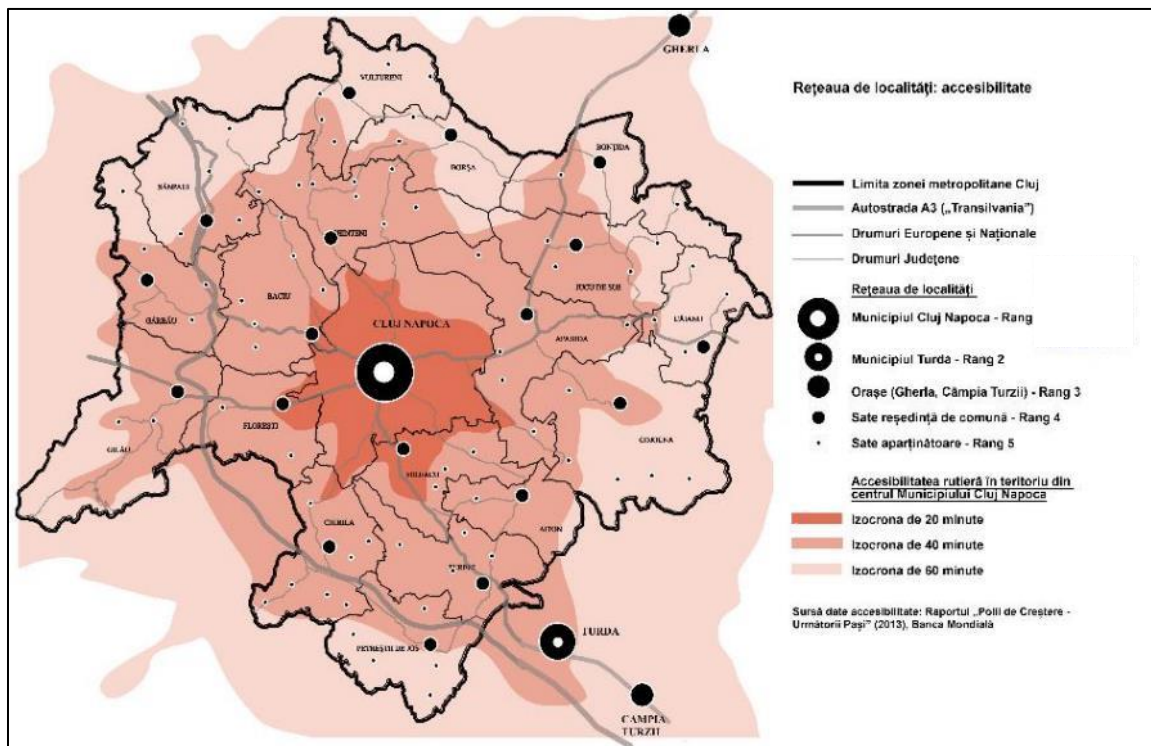 GHERLA
VULTURENI
BORȘA
BONȚIDA
SÂNPAUL
CHINTENI
JUCU DE SUS
BACIU
GÂRBĂU
CLUJ NAPOCA
APAHIDA
FLOREȘTI
GILĂU
COJOCNA
CIURILA
AITON
TURDA
PETREȘTII DE JOS
CAMPIA
TURZII
Rețeaua de localități: accesibilitate
Limita zonei metropolitane Cluj
Autostrada A3 („Transilvania”)
Drumuri Europene și Naționale
Drumuri Județene
Rețeaua de localități
Municipiul Cluj Napoca - Rang
Municipiul Turda - Rang 2
Orașe (Gherla, Câmpia Turzii) - Rang 3
Sate reședință de comună - Rang 4
Sate aparținătoare - Rang 5
Accesibilitatea rutieră în teritoriu din
centrul Municipiului Cluj Napoca
Izocrona de 20 minute
Izocrona de 40 minute
Izocrona de 60 minute
Sursă date accesibilitate: Raportul „Polii de Creștere -
Următorii Pași” (2013), Banca Mondială